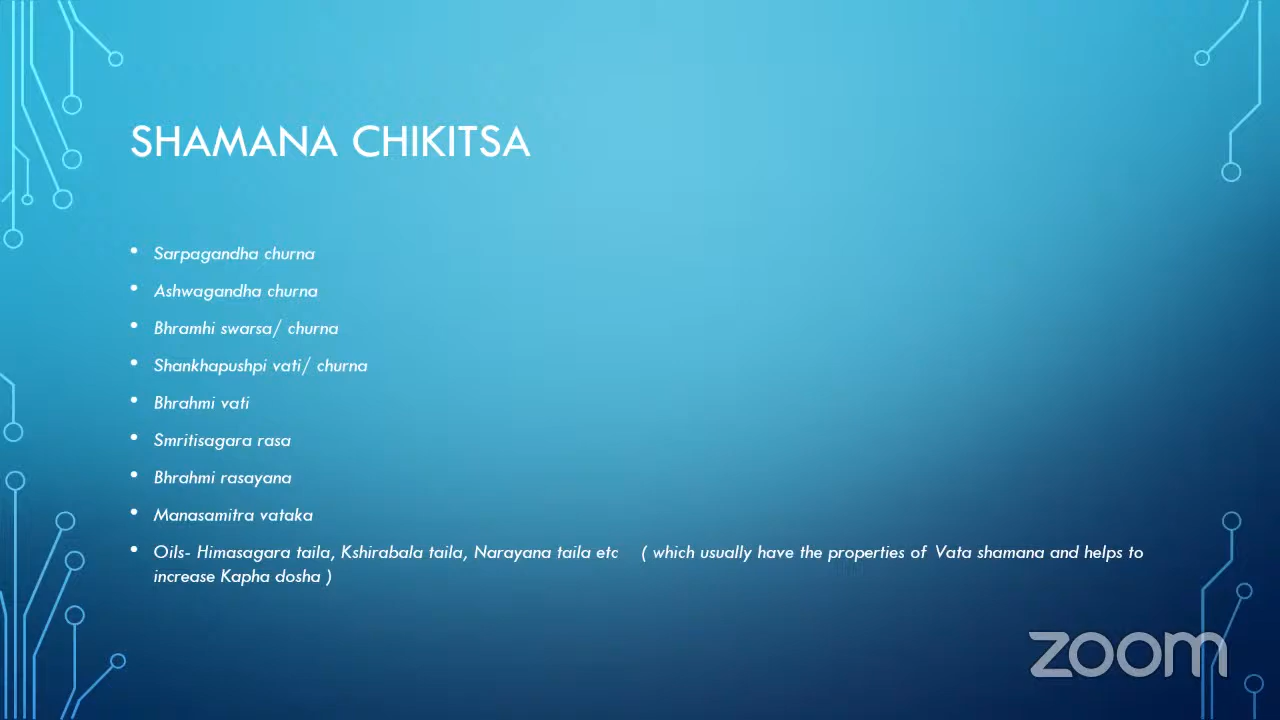 SHAMANA CHIKITSA
• Sarpagandha churna
• Ashwagandha churna
• Bhramhi swarsa/ churna
• Shankhapushpi vati/ churna
• Bhrahmi vati
• Smritisagara rasa
• Bhrahmi rasayana
• Manasamitra vataka
• Oils- Himasagara taila, Kshirabala taila, Narayana taila etc ( which usually have the properties of Vata shamana and helps to
increase Kapha dosha )
zoom